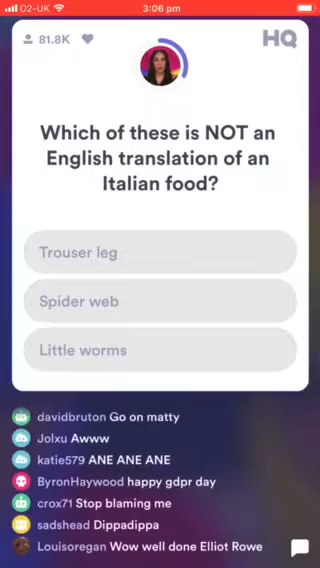 O2-UK
3:06 pm
81.8K
HQ
Which of these is NOT an
English translation of an
Italian food?
Trouser leg
Spider web
Little worms
davidbruton Go on matty
Jolxu Awww
katie579 ANE ANE ANE
ByronHaywood happy gdpr day
crox71 Stop blaming me
sadshead Dippadippa
Louisoregan Wow well done Elliot Rowe